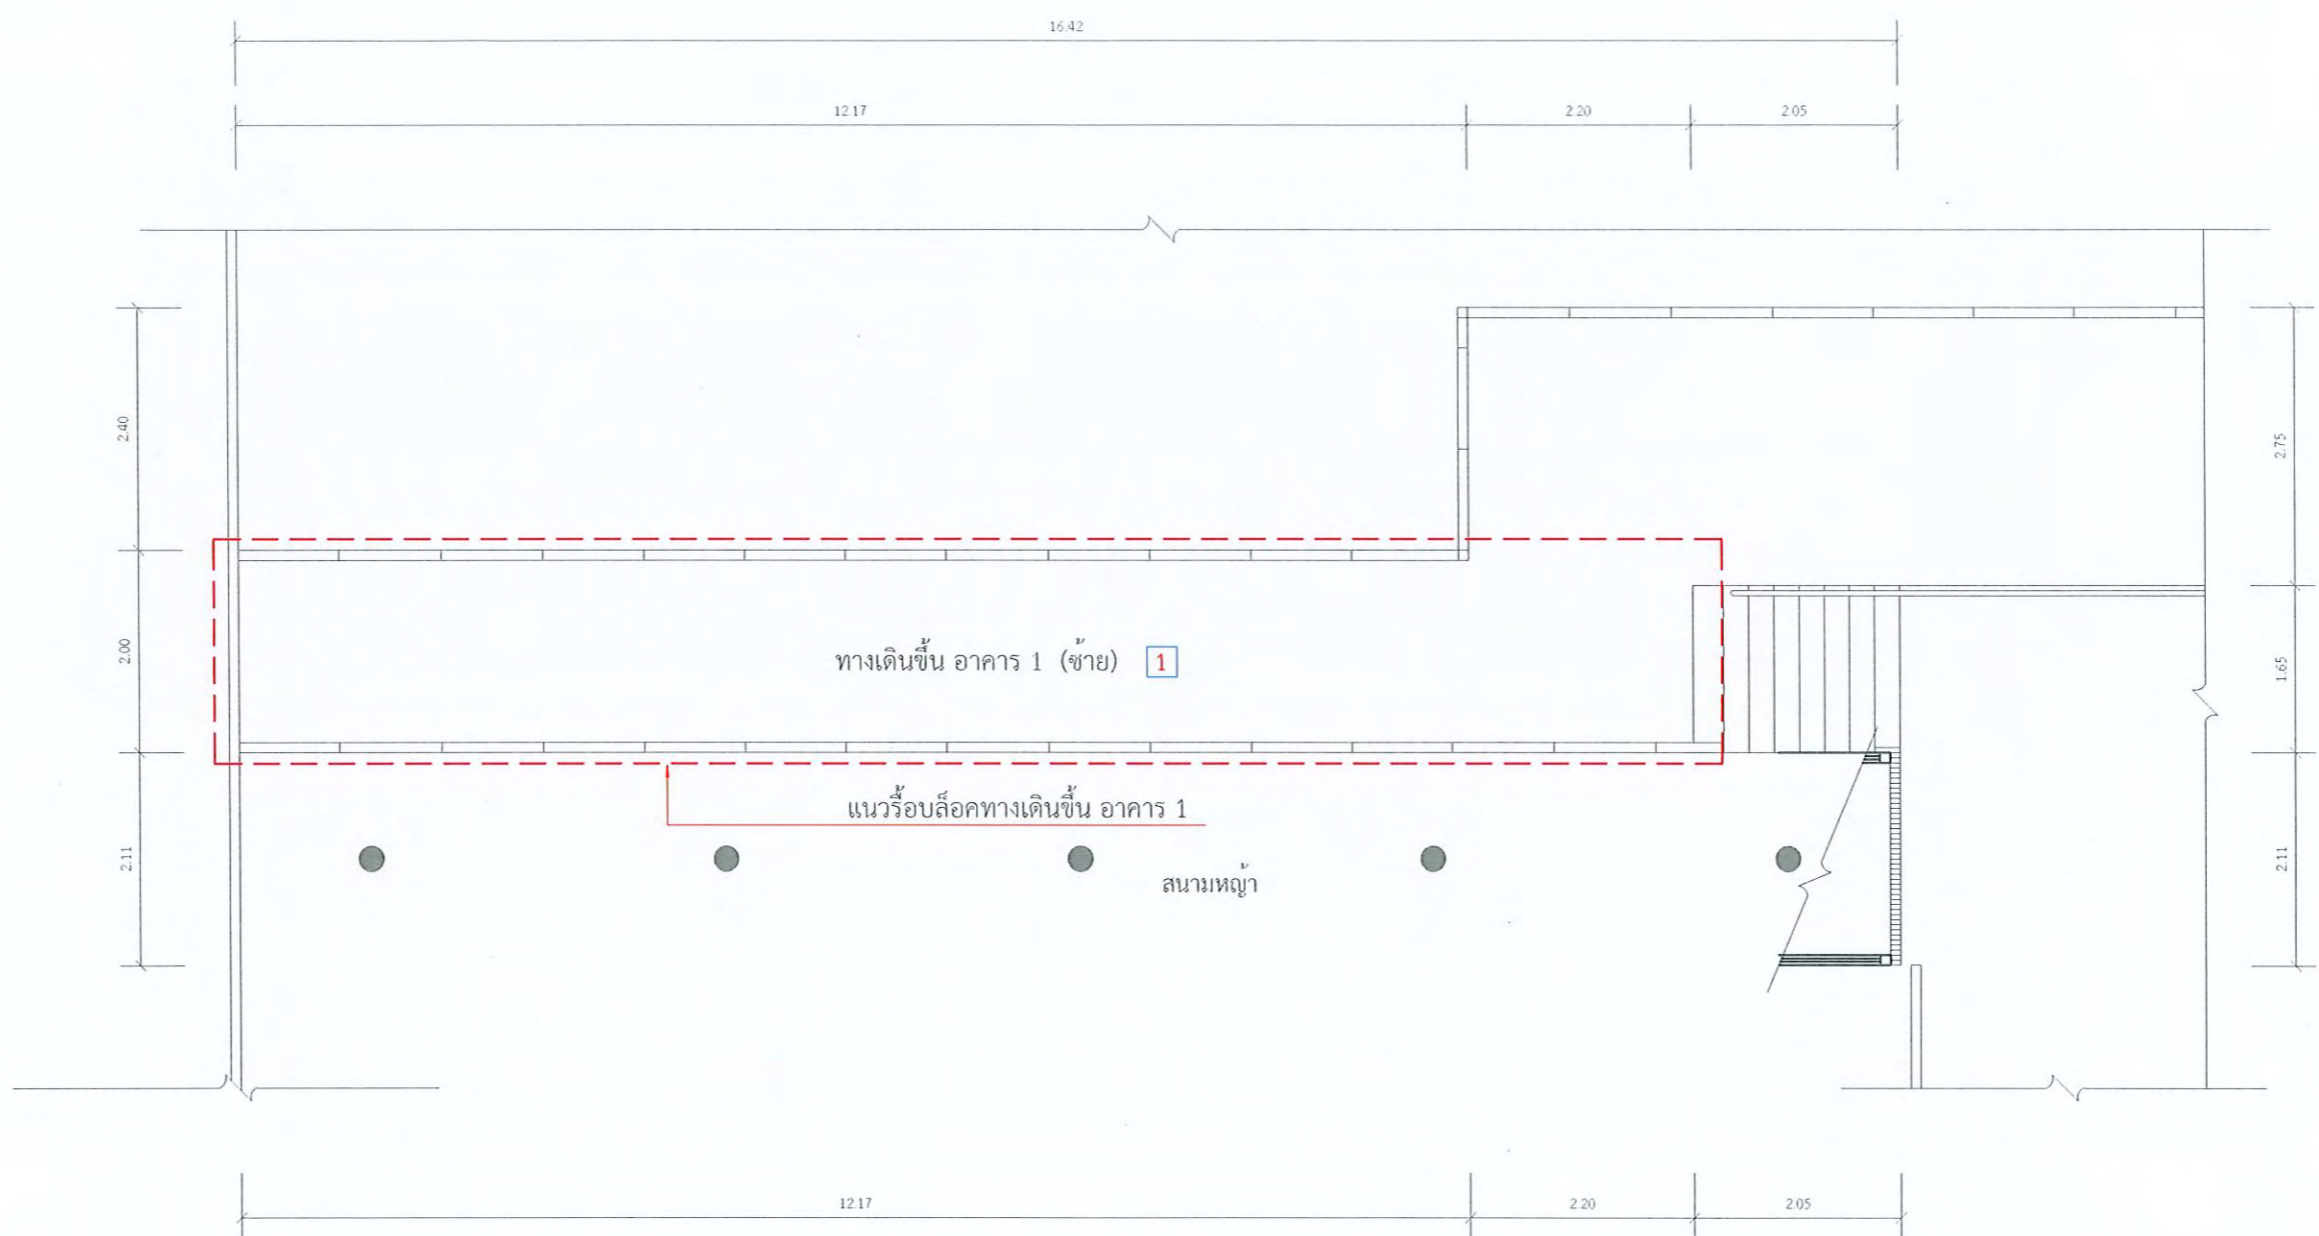 16.42
12.17 2.20 2.05
2.40
2.75
2.00
1.65
ทางเดินขึ้น อาคาร 1 (ซ้าย) 1
แนวรื้อบล็อคทางเดินขึ้น อาคาร 1
2.11
2.11
สนามหญ้า
12.17 2.20 2.05